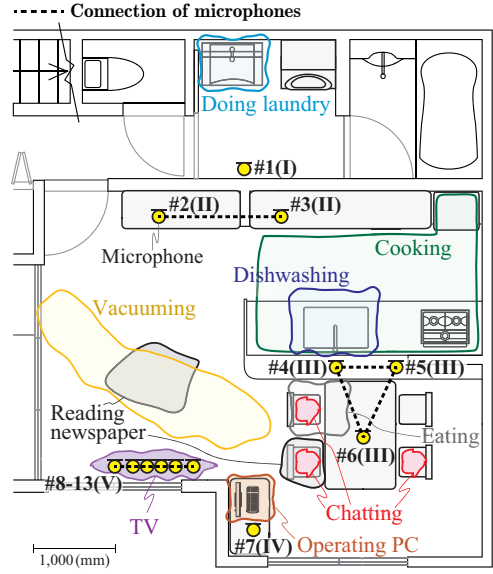 Connection of microphones
Doing laundry
#1(I)
#2(II)
#3(II)
Microphone
Cooking
Dishwashing
Vacuuming
#4(III)
#5(III)
Reading
newspaper
Eating
#6(III)
#8-13(V)
TV
Chatting
#7(IV)
Operating PC
1,000(mm)